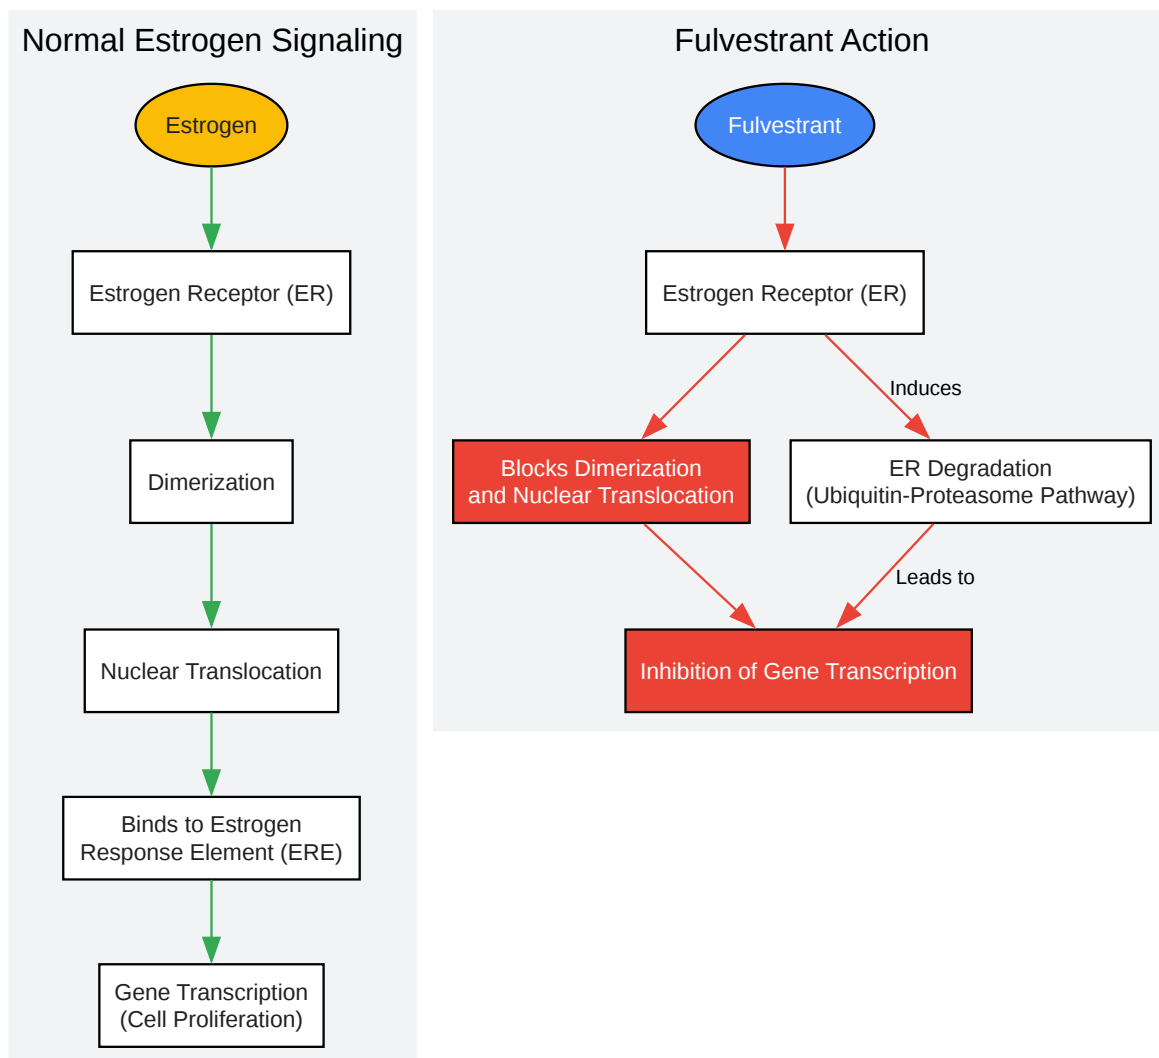 Normal Estrogen Signaling
Estrogen
Estrogen Receptor (ER)
Dimerization
Nuclear Translocation
Binds to Estrogen
Response Element (ERE)
Gene Transcription
(Cell Proliferation)
Fulvestrant Action
Fulvestrant
Estrogen Receptor (ER)
Induces
Blocks Dimerization
and Nuclear Translocation
ER Degradation
(Ubiquitin-Proteasome Pathway)
Leads to
Inhibition of Gene Transcription